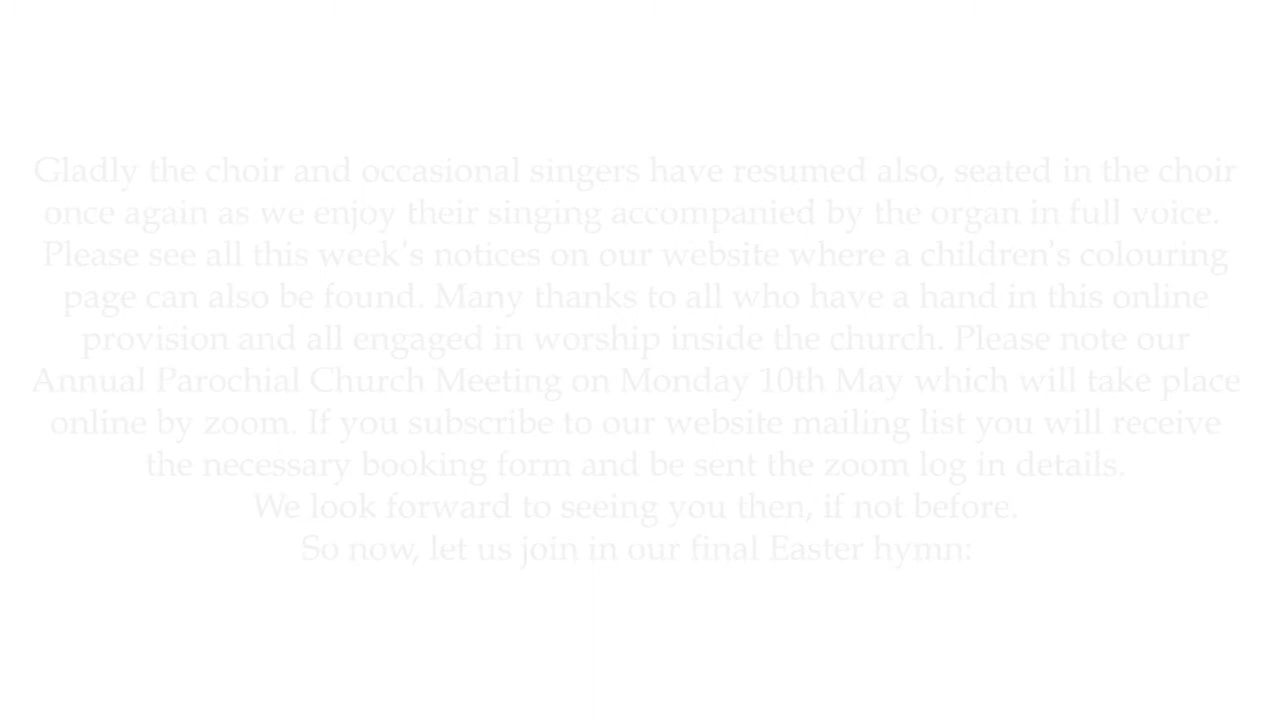 Gladly the choir and occasional singers have resumed also, seated in the choir
once again as we enjoy their singing accompanied by the organ in full voice.
Please see all this week's notices on our website where a children's colouring
page can also be found. Many thanks to all who have a hand in this online
provision and all engaged in worship inside the church. Please note our
Annual Parochial Church Meeting on Monday 10th May which will take place
online by zoom. If you subscribe to our website mailing list you will receive
the necessary booking form and be sent the zoom log in details.
We look forward to seeing you then, if not before.
So now, let us join in our final Easter hymn: